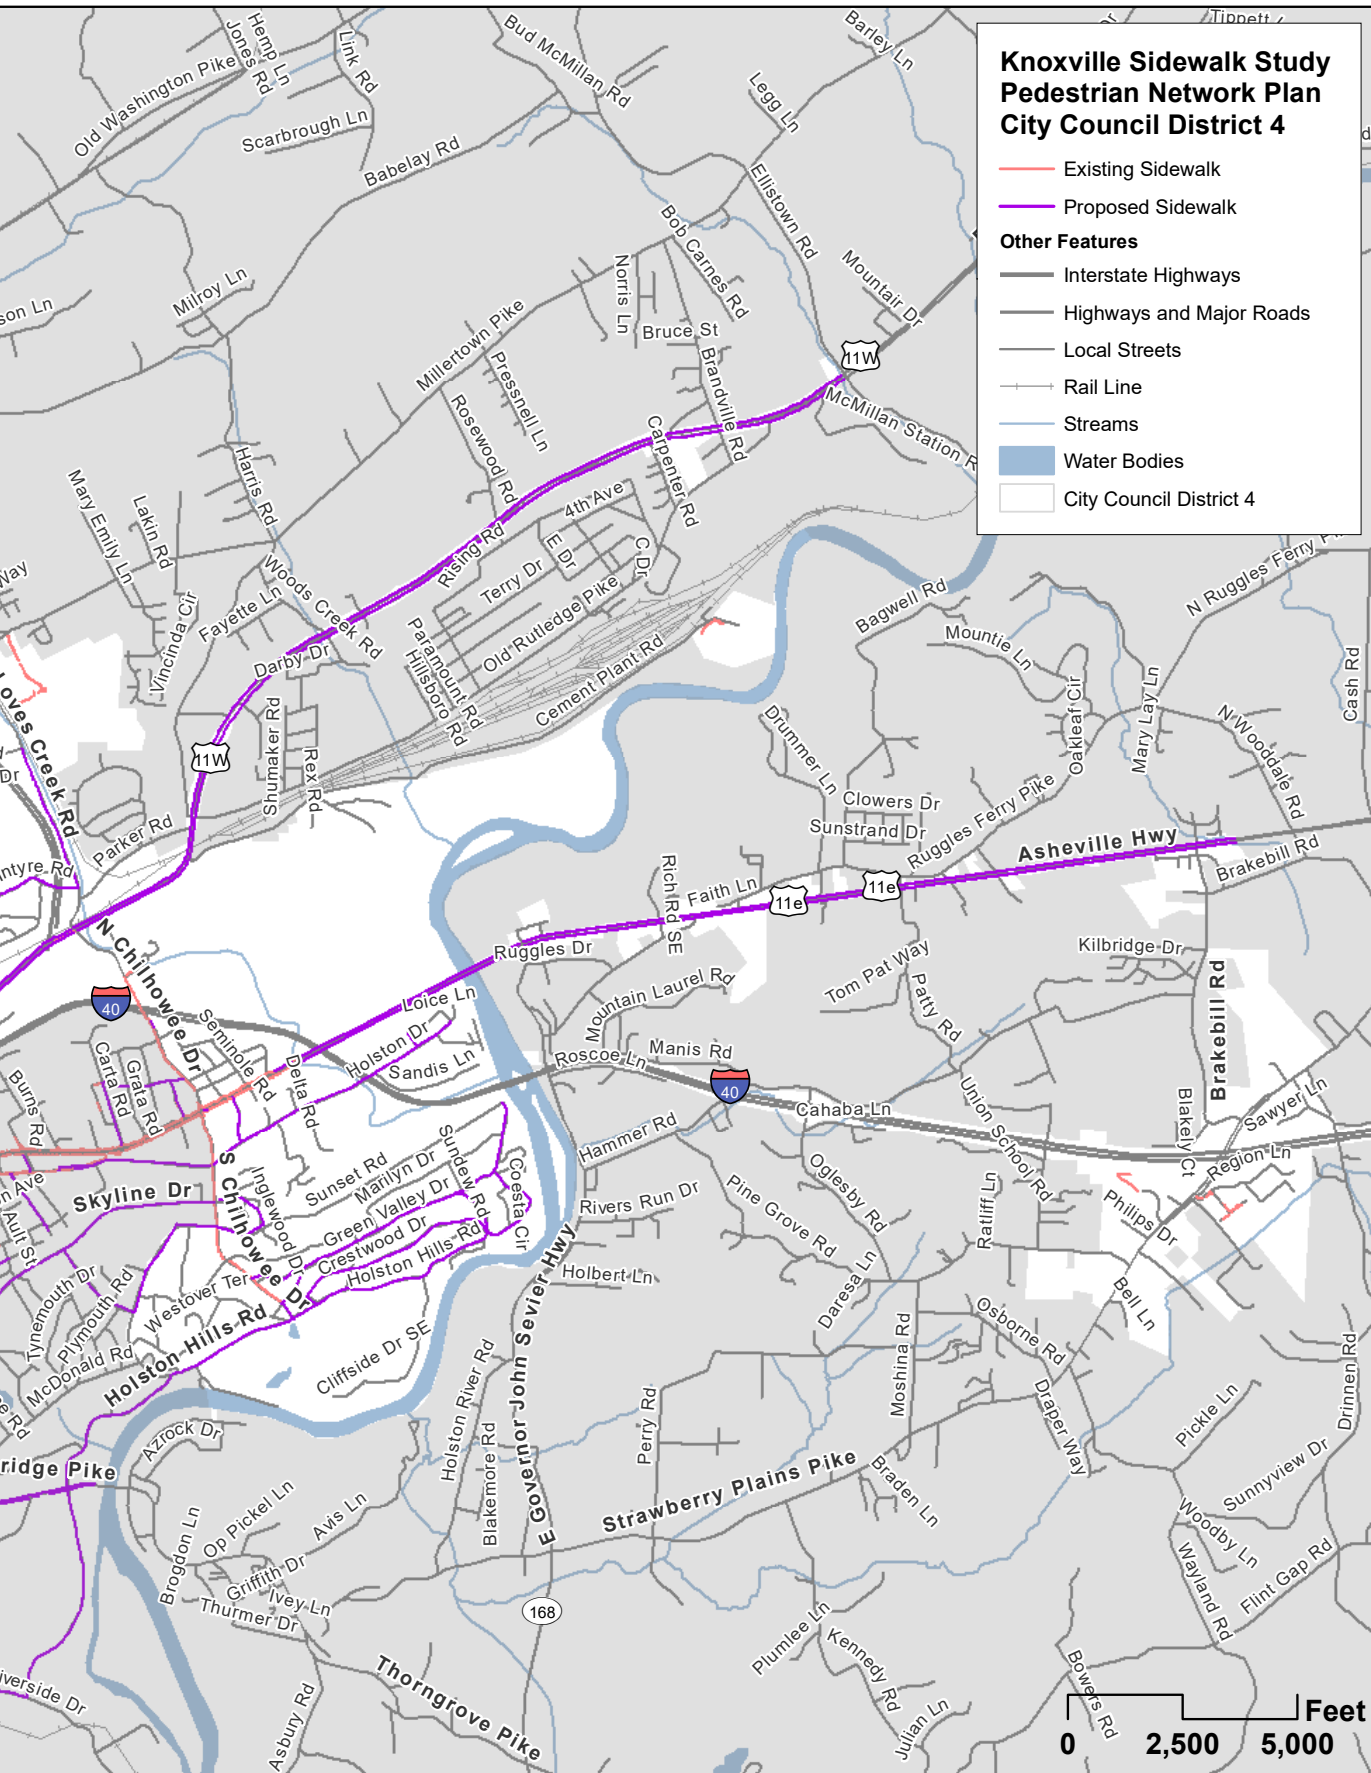 Knoxville Sidewalk Study
Pedestrian Network Plan
City Council District 4
Existing Sidewalk
Proposed Sidewalk
Other Features
Interstate Highways
Highways and Major Roads
Local Streets
Rail Line
Streams
Water Bodies
City Council District 4
Tippett
Hemp Ln
Jones Rd
Link Rd
Bud McMillan Rd
Barley Ln
Old Washington Pike
Legg Ln
Scarbrough Ln
Babelay Rd
Ellistown Rd
Bob Carnes Rd
Mountair Dr
Norris Ln
Milroy Ln
son Ln
Bruce St
11W
Millertown Pike
Pressnell Ln
Brandville Rd
McMillan Station R
Rosewood Rd
Carpenter Rd
Harris Rd
Mary Emily Ln
Lakin Rd
4th Ave
Rising Rd
E Dr
C Dr
Way
Woods Creek Rd
Terry Dr
Vincinda Cir
Fayette Ln
Old Rutledge Pike
Bagwell Rd
N Ruggles Ferry Pi
Mountie Ln
Darby Dr
Paramount Rd
Hillsboro Rd
Cement Plant Rd
Loves Creek Rd
Cash Rd
Oakleaf Cir
Mary Lay Ln
N Wooddale Rd
Shumaker Rd
Rex Rd
11W
Drummer Ln
Dr
Clowers Dr
Sunstrand Dr
Ruggles Ferry Pike
Parker Rd
Asheville Hwy
Brakebill Rd
ntyre Rd
Rich Rd SE
Faith Ln
11e
11e
N Chilhowee Dr
Ruggles Dr
Kilbridge Dr
Tom Pat Way
Patty Rd
Mountain Laurel Rd
Brakebill Rd
40
Loice Ln
Seminole Rd
Holston Dr
Sandis Ln
Roscoe Ln
Manis Rd
40
Carta Rd
Grata Rd
Delta Rd
Burns Rd
Cahaba Ln
Union School Rd
Blakely Ct
Sawyer Ln
Hammer Rd
Region Ln
S Chilhowee Dr
Inglewood Dr
Sunset Rd
Marilyn Dr
Sundew Rd
Coesta Cir
Oglesby Rd
n Ave
Skyline Dr
Ault St
Green Valley Dr
Crestwood Dr
Holston Hills Rd
Rivers Run Dr
Pine Grove Rd
Ratliff Ln
Philips Dr
Holbert Ln
Daresa Ln
Bell Ln
Tynemouth Dr
Plymouth Rd
Westover Ter
Holston Hills Rd
McDonald Rd
Cliffside Dr SE
Osborne Rd
Moshina Rd
Drinnen Rd
e Rd
Holston River Rd
E Governor John Sevier Hwy
Perry Rd
Draper Way
Pickle Ln
Azrock Dr
ridge Pike
Blakemore Rd
Strawberry Plains Pike
Braden Ln
Sunnyview Dr
Brogdon Ln
Op Pickel Ln
Avis Ln
Woodby Ln
Griffith Dr
Ivey Ln
Thurmer Dr
Wayland Rd
Flint Gap Rd
168
Plumlee Ln
Kennedy Rd
iverside Dr
Thorngrove Pike
Asbury Rd
Julian Ln
Bowers Rd
Feet
0 2,500 5,000